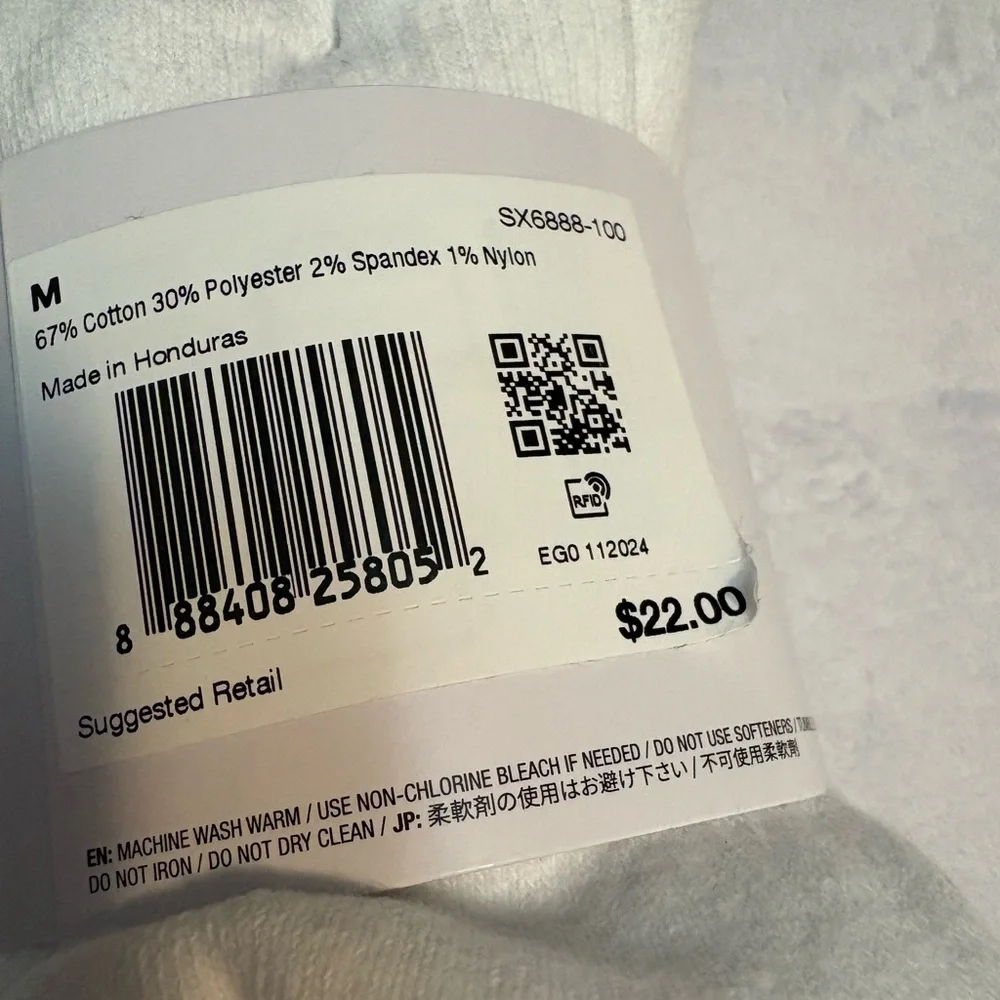 SX6888-100
M
67% Cotton 30% Polyester 2% Spandex 1% Nylon
Made in Honduras
RFID
EG0 112024
8 88408 25805 2
$22.00
Suggested Retail
EN: MACHINE WASH WARM / USE NON-CHLORINE BLEACH IF NEEDED / DO NOT USE SOFTENERS /
DO NOT IRON / DO NOT DRY CLEAN / JP: 柔軟剤の使用はお避け下さい / 不可使用柔軟劑